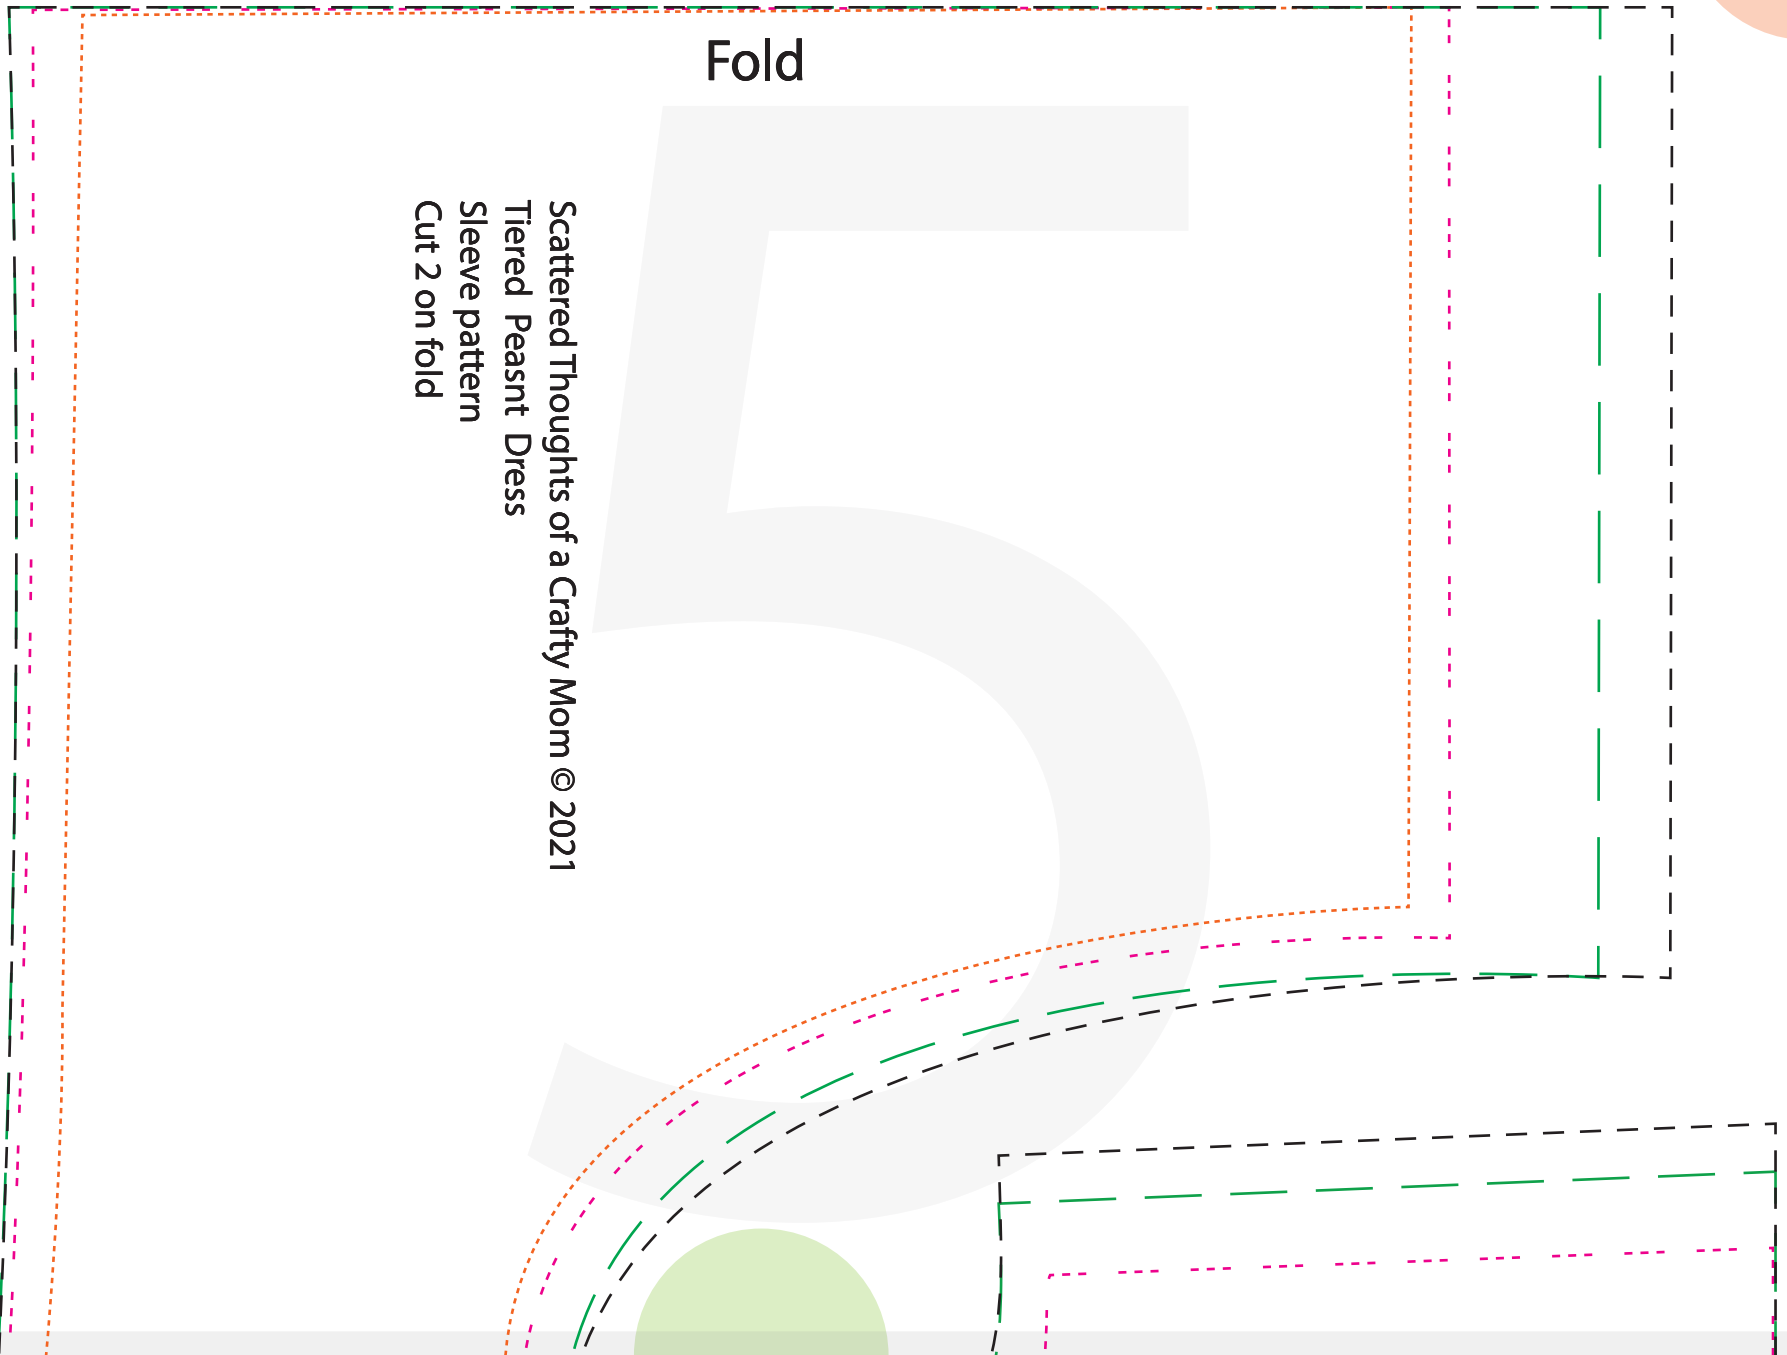 Fold
5
Scattered Thoughts of a Crafty Mom © 2021
Tiered Peasnt Dress
Sleeve pattern
Cut 2 on fold